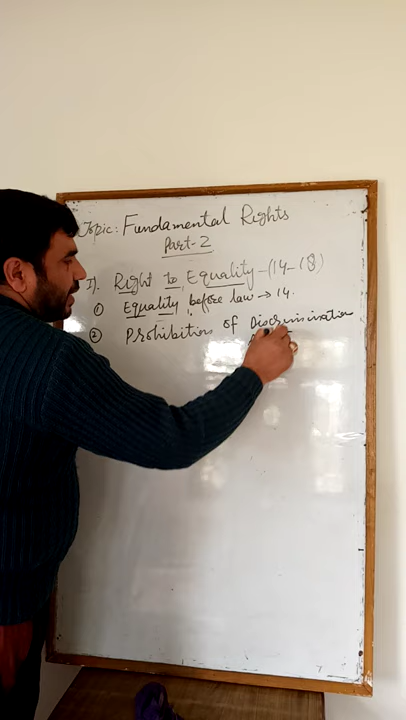 Topic: Fundamental Rights
Part-2
I). Right to Equality-(14-18)
① Equality before law → 14.
② Prohibition of Discrimination